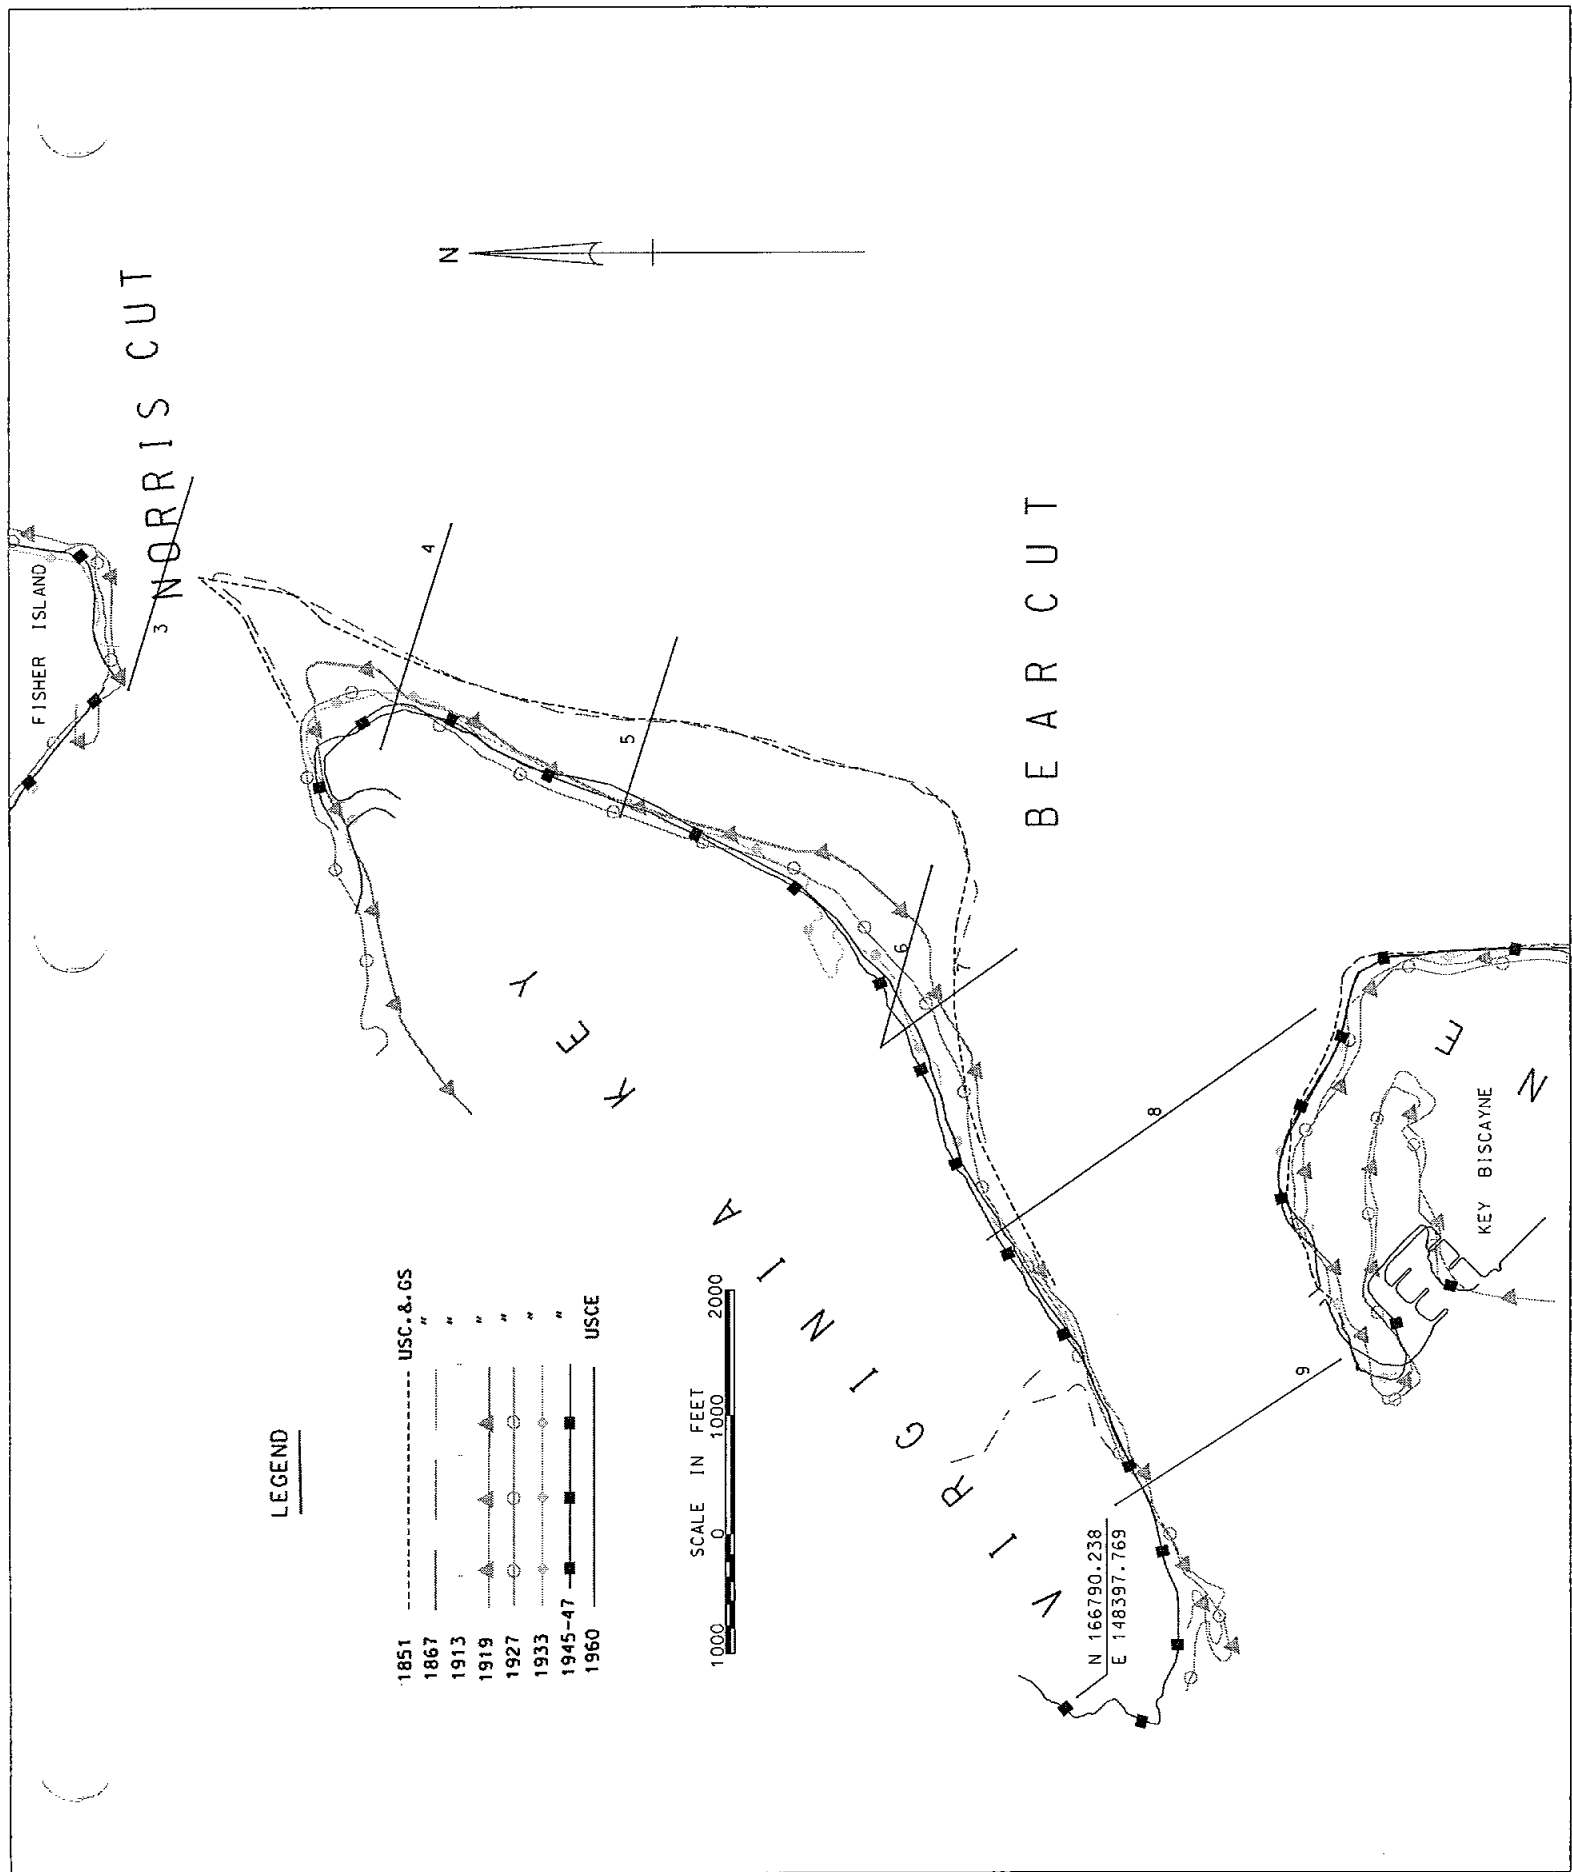 FISHER ISLAND
NORRIS CUT
3
N
4
5
6
7
BEAR CUT
VIRGINIA KEY
8
9
KEY BISCAYNE
E
N
LEGEND
1851 USC.&.GS
1867 "
1913 "
1919 "
1927 "
1933 "
1945-47 "
1960 USCE
SCALE IN FEET
1000 0 1000 2000
N 166790.238
E 148397.769